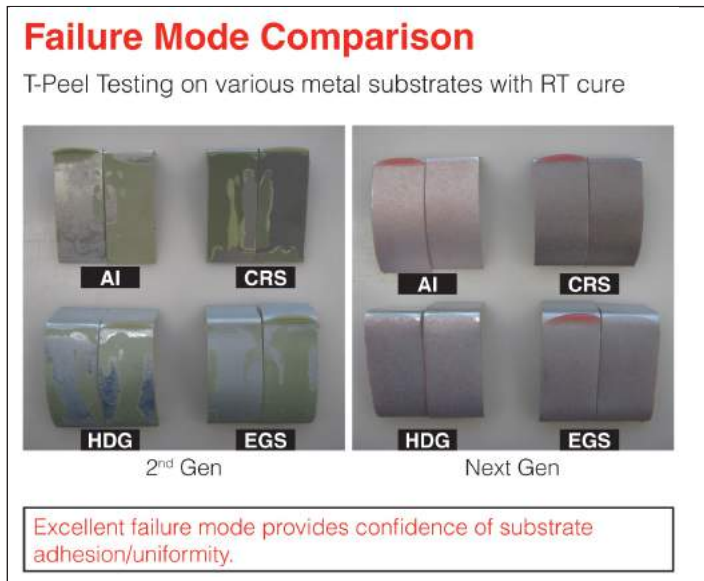 Failure Mode Comparison
T-Peel Testing on various metal substrates with RT cure
Al CRS
HDG EGS
2nd Gen
Al CRS
HDG EGS
Next Gen
Excellent failure mode provides confidence of substrate
adhesion/uniformity.